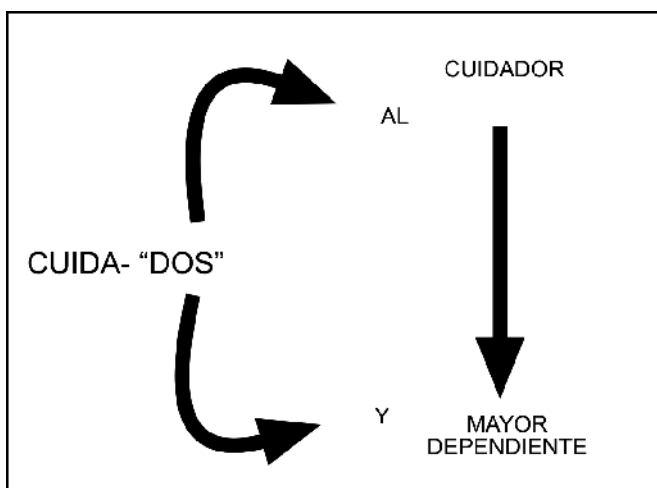 CUIDADOR
AL
CUIDA- “DOS”
Y
MAYOR
DEPENDIENTE